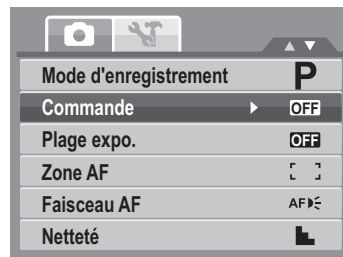 Mode d'enregistrement P
Commande OFF
Plage expo. OFF
Zone AF
Faisceau AF AF
Netteté